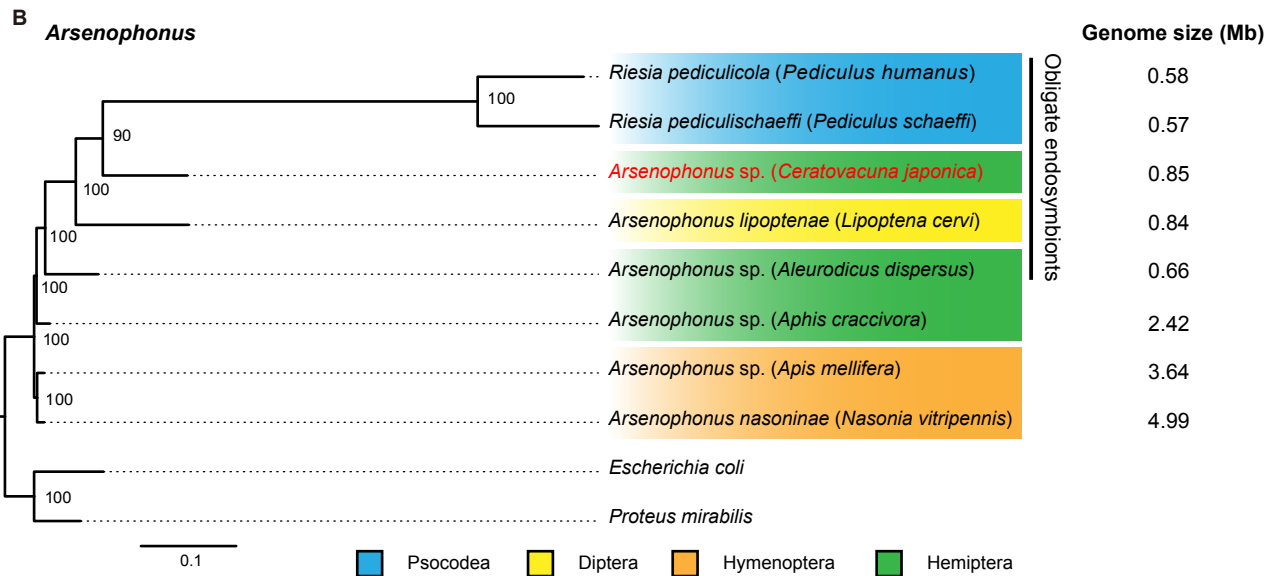 B
Arsenophonus
Genome size (Mb)
Riesia pediculicola (Pediculus humanus) 0.58
100
Riesia pediculischaeffi (Pediculus schaeffi) 0.57
90
Arsenophonus sp. (Ceratovacuna japonica) 0.85
100
Arsenophonus lipoptenae (Lipoptena cervi) 0.84
100
Arsenophonus sp. (Aleurodicus dispersus) 0.66
100
Obligate endosymbionts
Arsenophonus sp. (Aphis craccivora) 2.42
100
Arsenophonus sp. (Apis mellifera) 3.64
100
Arsenophonus nasoninae (Nasonia vitripennis) 4.99
Escherichia coli
100
Proteus mirabilis
0.1
Psocodea Diptera Hymenoptera Hemiptera